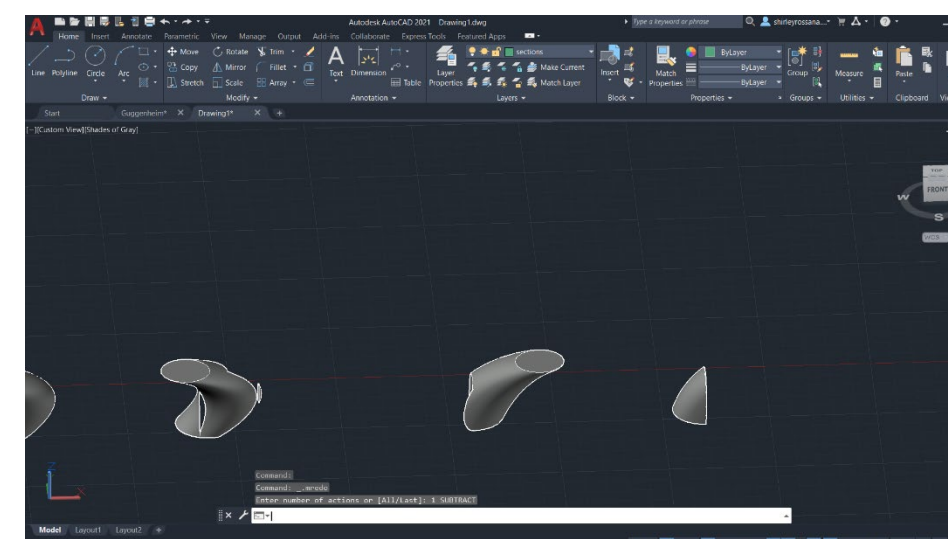 Autodesk AutoCAD 2021 Drawing1.dwg
Type a keyword or phrase
shirleyrossana...
Home Insert Annotate Parametric View Manage Output Add-ins Collaborate Express Tools Featured Apps
Move Rotate Trim
Copy Mirror Fillet
Stretch Scale Array
Line Polyline Circle Arc
Text Dimension
Table
Layer
Properties
sections
Make Current
Match Layer
Insert
Match
Properties
ByLayer
ByLayer
ByLayer
Group
Measure
Paste
Draw Modify Annotation Layers Block Properties Groups Utilities Clipboard
Start Guggenheim* Drawing1* +
[-][Custom View][Shades of Gray]
TOP
FRONT
W
S
WCS
Z
X
Command:
Command: _.mredo
Enter number of actions or [All/Last]: 1 SUBTRACT
Model Layout1 Layout2 +